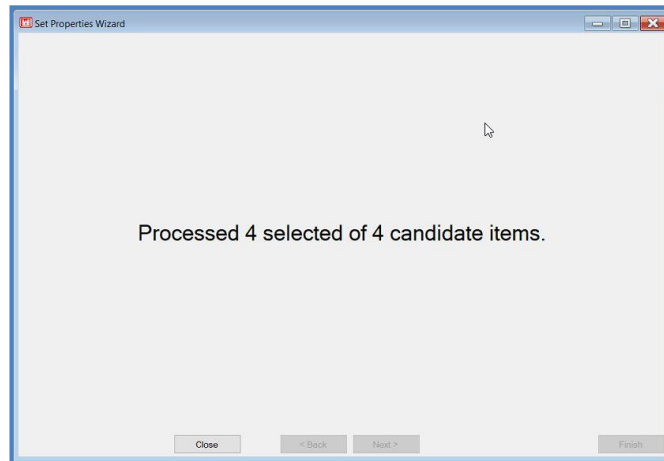 Set Properties Wizard
Processed 4 selected of 4 candidate items.
Close
< Back
Next >
Finish